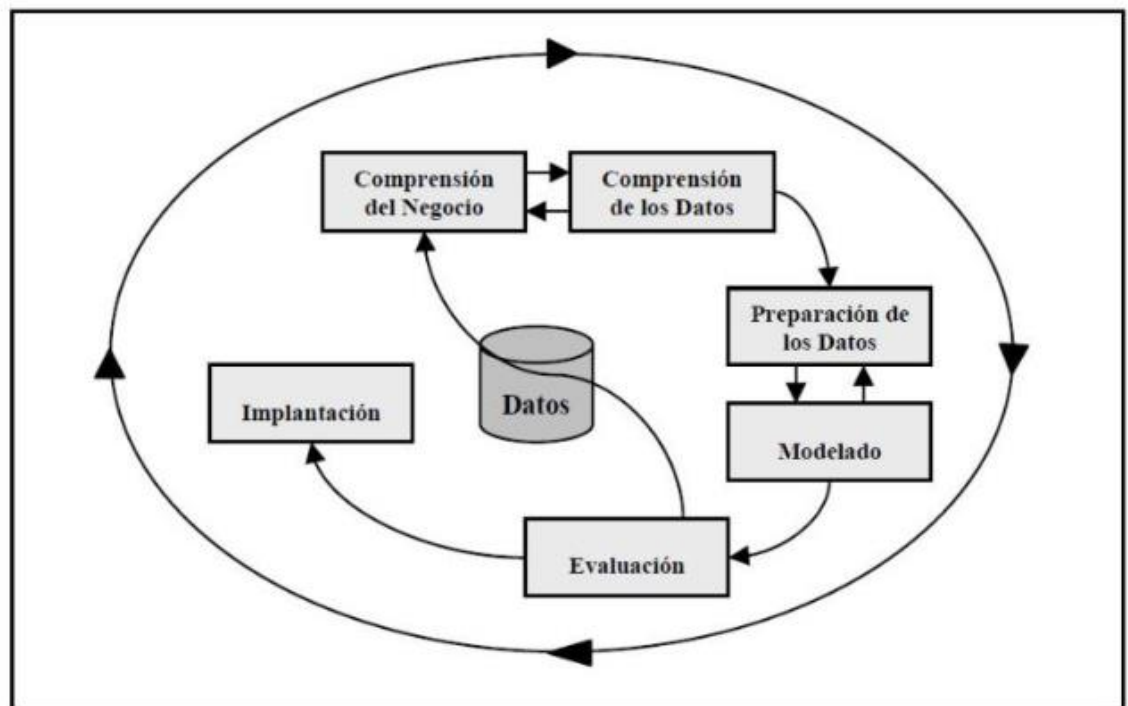 Comprensión
del Negocio
Comprensión
de los Datos
Preparación de
los Datos
Datos
Implantación
Modelado
Evaluación